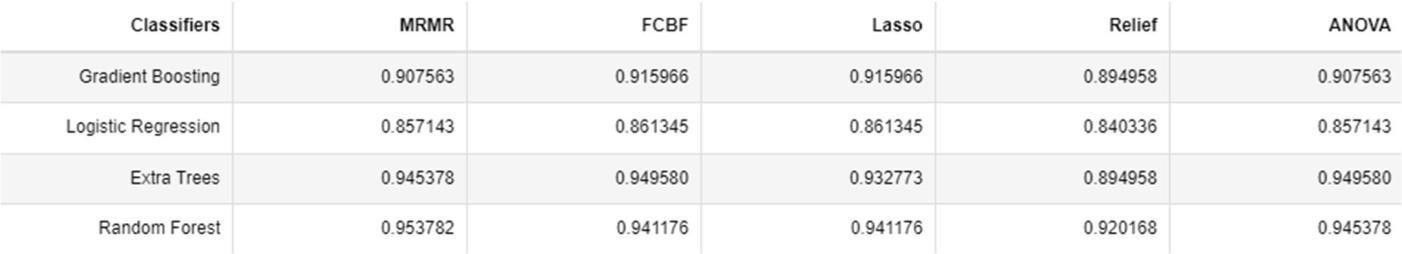 Classifiers MRMR FCBF Lasso Relief ANOVA
Gradient Boosting 0.907563 0.915966 0.915966 0.894958 0.907563
Logistic Regression 0.857143 0.861345 0.861345 0.840336 0.857143
Extra Trees 0.945378 0.949580 0.932773 0.894958 0.949580
Random Forest 0.953782 0.941176 0.941176 0.920168 0.945378